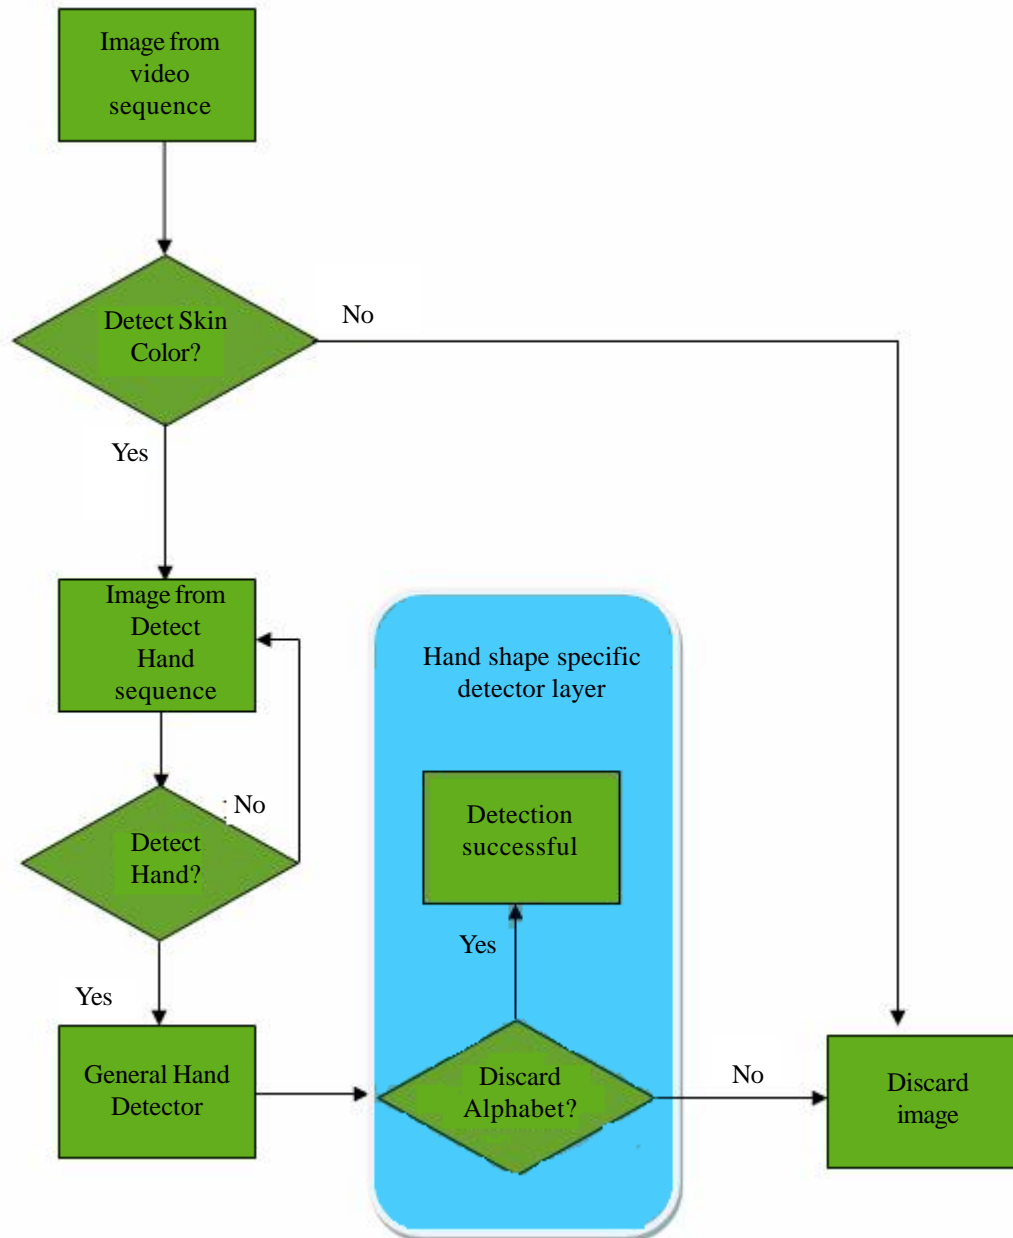 Image from
video
sequence
Detect Skin
Color?
No
Yes
Image from
Detect
Hand
sequence
Detect
Hand?
No
Yes
General Hand
Detector
Hand shape specific
detector layer
Detection
successful
Yes
Discard
Alphabet?
No
Discard
image